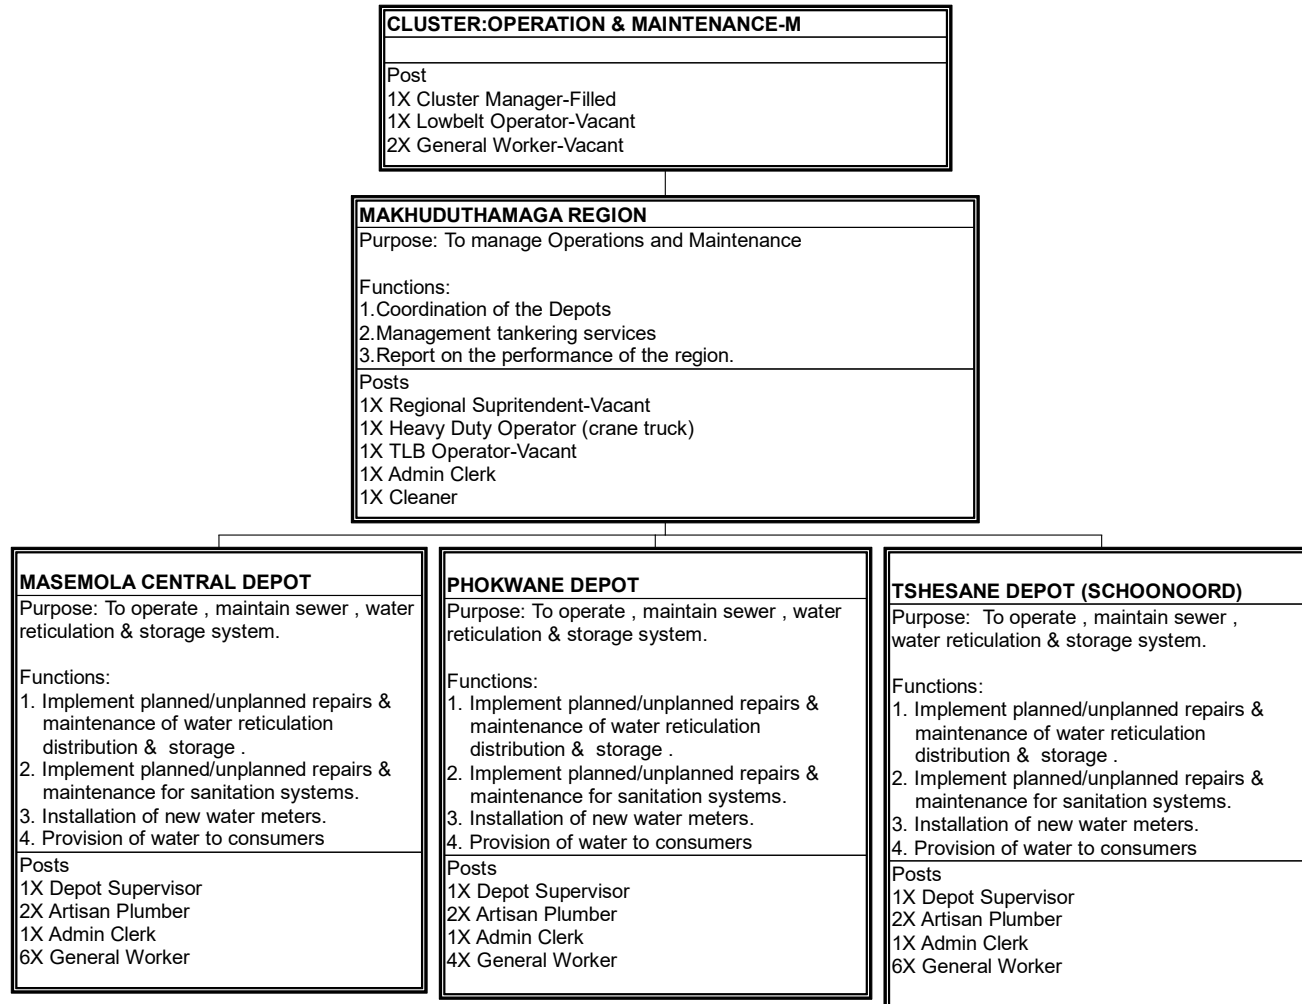 CLUSTER:OPERATION & MAINTENANCE-M
Post
1X Cluster Manager-Filled
1X Lowbelt Operator-Vacant
2X General Worker-Vacant
MAKHUDUTHAMAGA REGION
Purpose: To manage Operations and Maintenance
Functions:
1.Coordination of the Depots
2.Management tankering services
3.Report on the performance of the region.
Posts
1X Regional Supritendent-Vacant
1X Heavy Duty Operator (crane truck)
1X TLB Operator-Vacant
1X Admin Clerk
1X Cleaner
MASEMOLA CENTRAL DEPOT
Purpose: To operate , maintain sewer , water
reticulation & storage system.
Functions:
1. Implement planned/unplanned repairs &
maintenance of water reticulation
distribution &  storage .
2. Implement planned/unplanned repairs &
maintenance for sanitation systems.
3. Installation of new water meters.
4. Provision of water to consumers
Posts
1X Depot Supervisor
2X Artisan Plumber
1X Admin Clerk
6X General Worker
PHOKWANE DEPOT
Purpose: To operate , maintain sewer , water
reticulation & storage system.
Functions:
1. Implement planned/unplanned repairs &
maintenance of water reticulation
distribution &  storage .
2. Implement planned/unplanned repairs &
maintenance for sanitation systems.
3. Installation of new water meters.
4. Provision of water to consumers
Posts
1X Depot Supervisor
2X Artisan Plumber
1X Admin Clerk
4X General Worker
TSHESANE DEPOT (SCHOONOORD)
Purpose:  To operate , maintain sewer ,
water reticulation & storage system.
Functions:
1. Implement planned/unplanned repairs &
maintenance of water reticulation
distribution &  storage .
2. Implement planned/unplanned repairs &
maintenance for sanitation systems.
3. Installation of new water meters.
4. Provision of water to consumers
Posts
1X Depot Supervisor
2X Artisan Plumber
1X Admin Clerk
6X General Worker